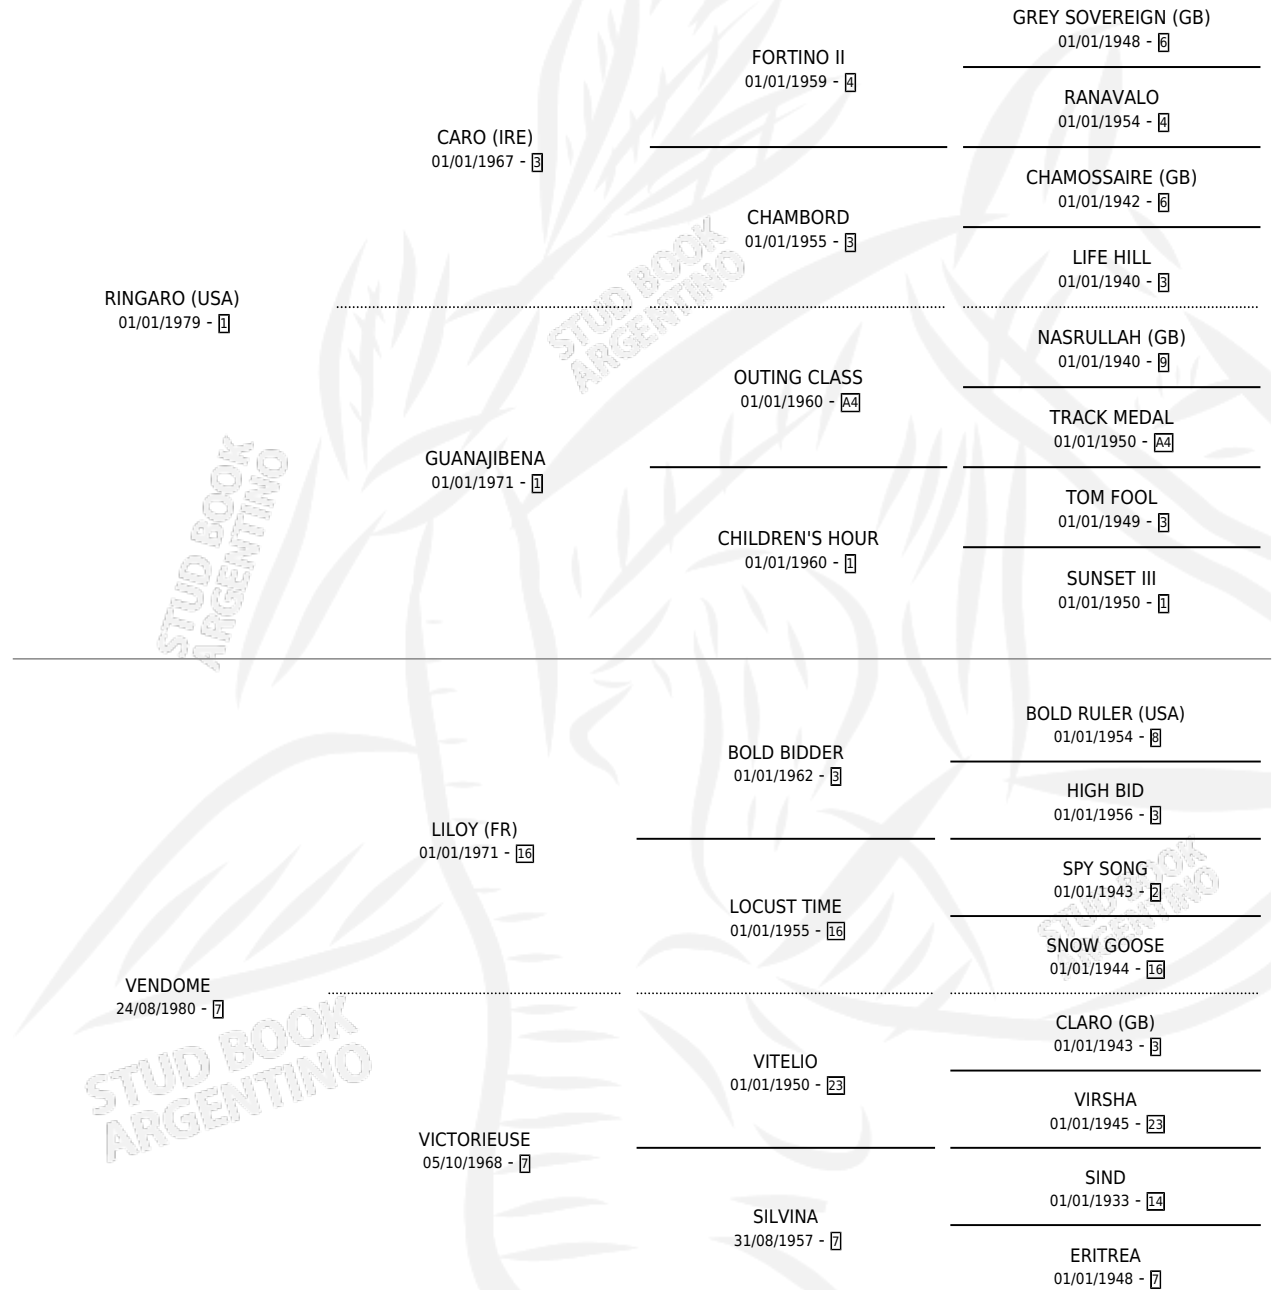 GREY SOVEREIGN (GB)
01/01/1948 - 6
FORTINO II
01/01/1959 - 4
RANAVALO
01/01/1954 - 4
CARO (IRE)
01/01/1967 - 3
CHAMOSSAIRE (GB)
01/01/1942 - 6
CHAMBORD
01/01/1955 - 3
LIFE HILL
01/01/1940 - 3
RINGARO (USA)
01/01/1979 - 1
STUD BOOK
ARGENTINO
NASRULLAH (GB)
01/01/1940 - 9
OUTING CLASS
01/01/1960 - A4
TRACK MEDAL
01/01/1950 - A4
GUANAJIBENA
01/01/1971 - 1
TOM FOOL
01/01/1949 - 3
CHILDREN'S HOUR
01/01/1960 - 1
SUNSET III
01/01/1950 - 1
STUD BOOK
ARGENTINO
BOLD RULER (USA)
01/01/1954 - 8
BOLD BIDDER
01/01/1962 - 3
HIGH BID
01/01/1956 - 3
LILOY (FR)
01/01/1971 - 16
SPY SONG
01/01/1943 - 2
LOCUST TIME
01/01/1955 - 16
SNOW GOOSE
01/01/1944 - 16
STUD BOOK
ARGENTINO
VENDOME
24/08/1980 - 7
CLARO (GB)
01/01/1943 - 3
VITELIO
01/01/1950 - 23
VIRSHA
01/01/1945 - 23
STUD BOOK
ARGENTINO
VICTORIEUSE
05/10/1968 - 7
SIND
01/01/1933 - 14
SILVINA
31/08/1957 - 7
ERITREA
01/01/1948 - 7